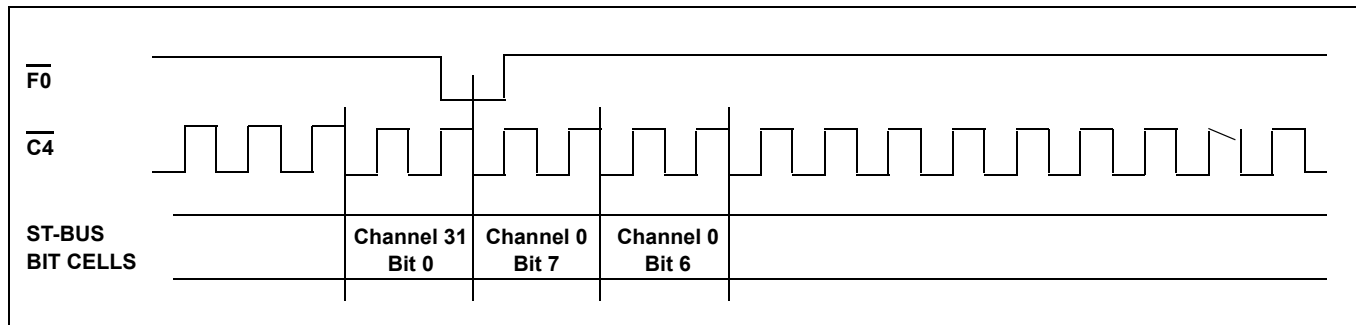 F0
C4
ST-BUS
BIT CELLS
Channel 31
Bit 0
Channel 0
Bit 7
Channel 0
Bit 6